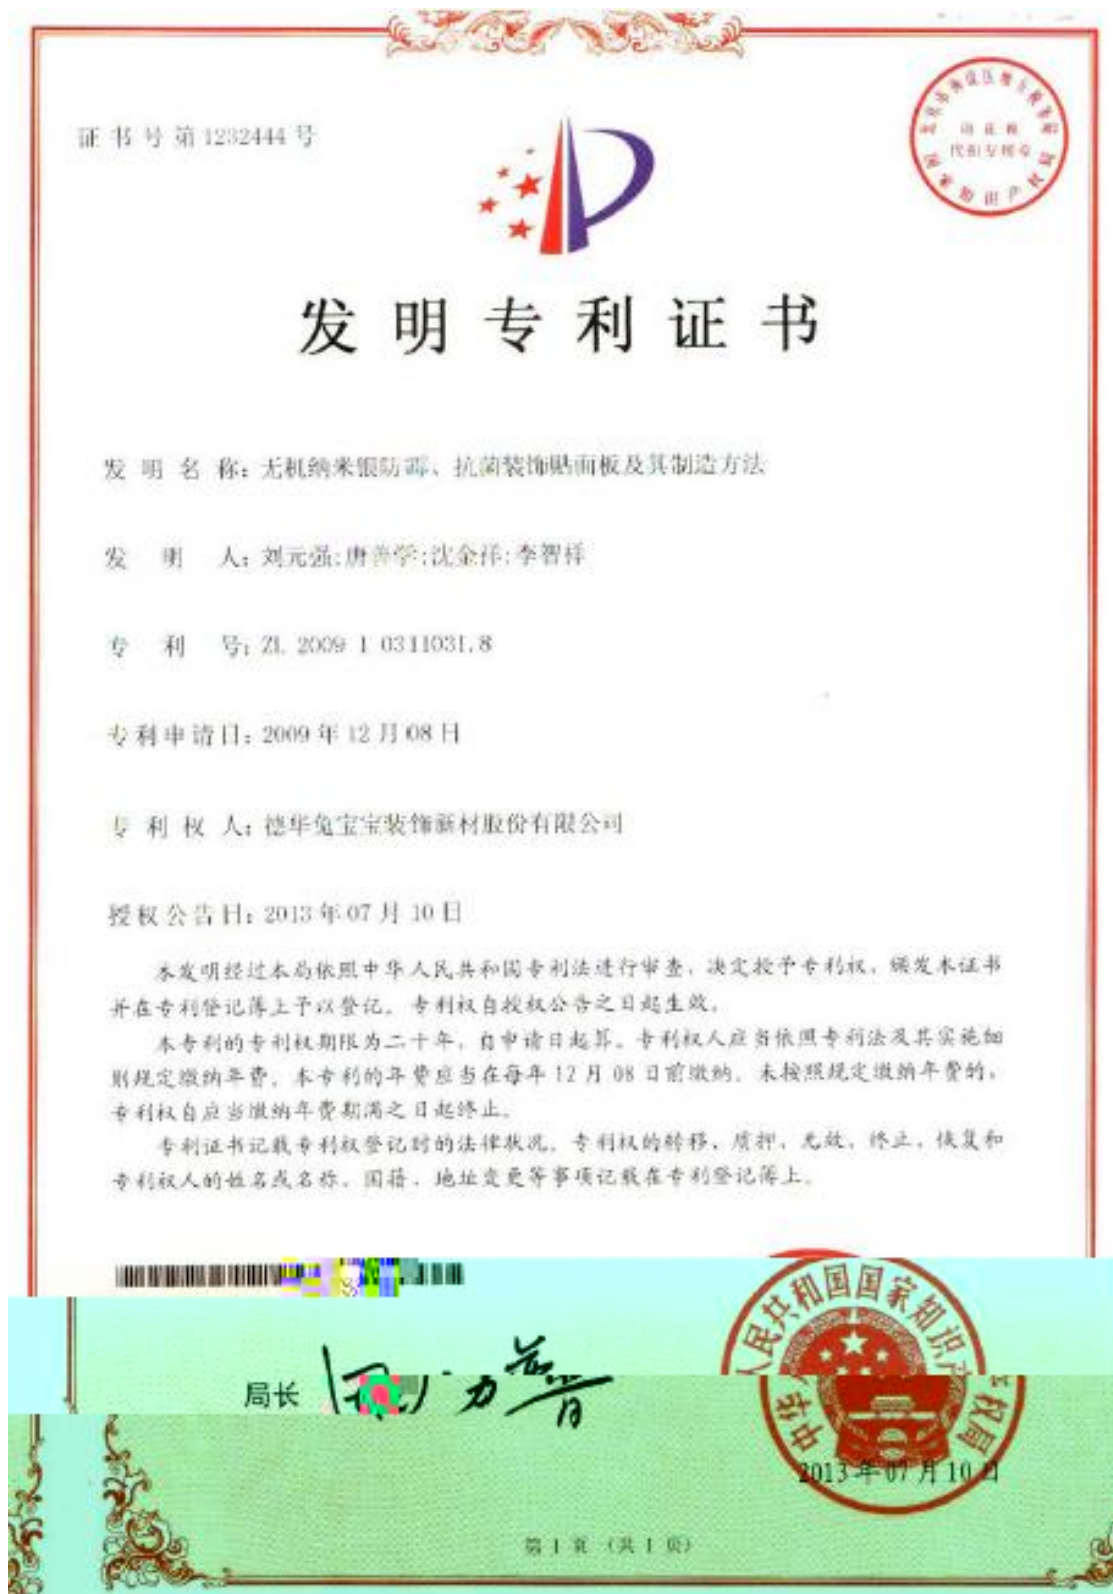 证书号第1232444号
发明专利证书
发明名称：无机纳米银防霉、抗菌装饰贴面板及其制造方法
发明人：刘元强;唐善学;沈金祥;李智祥
专利号：ZL 2009 1 0311031.8
专利申请日：2009年12月08日
专利权人：德华兔宝宝装饰新材股份有限公司
授权公告日：2013年07月10日
本发明经过本局依照中华人民共和国专利法进行审查，决定授予专利权，颁发本证书
并在专利登记簿上予以登记。专利权自授权公告之日起生效。
本专利的专利权期限为二十年，自申请日起算。专利权人应当依照专利法及其实施细
则规定缴纳年费。本专利的年费应当在每年12月08日前缴纳。未按照规定缴纳年费的，
专利权自应当缴纳年费期满之日起终止。
专利证书记载专利权登记时的法律状况。专利权的转移、质押、无效、终止、恢复和
专利权人的姓名或名称、国籍、地址变更等事项记载在专利登记簿上。
局长
中华人民共和国国家知识产权局
2013年07月10日
第1页（共1页）